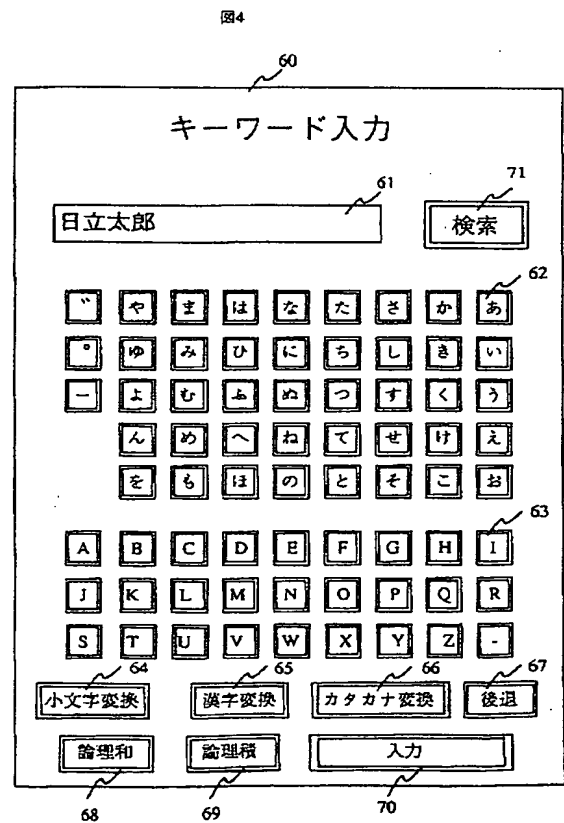 図4
60
キーワード入力
61
71
日立太郎
検索
62
゛ や ま は な た さ か あ
゜ ゆ み ひ に ち し き い
ー よ む ふ ぬ つ す く う
ん め へ ね て せ け え
を も ほ の と そ こ お
63
A B C D E F G H I
J K L M N O P Q R
S T U V W X Y Z -
64 65 66 67
小文字変換 漢字変換 カタカナ変換 後退
論理和 論理積 入力
68 69 70